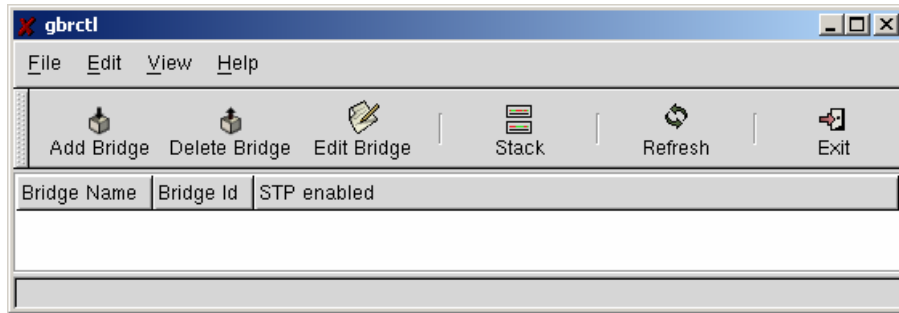 gbrctl
File Edit View Help
Add Bridge Delete Bridge Edit Bridge Stack Refresh Exit
Bridge Name Bridge Id STP enabled